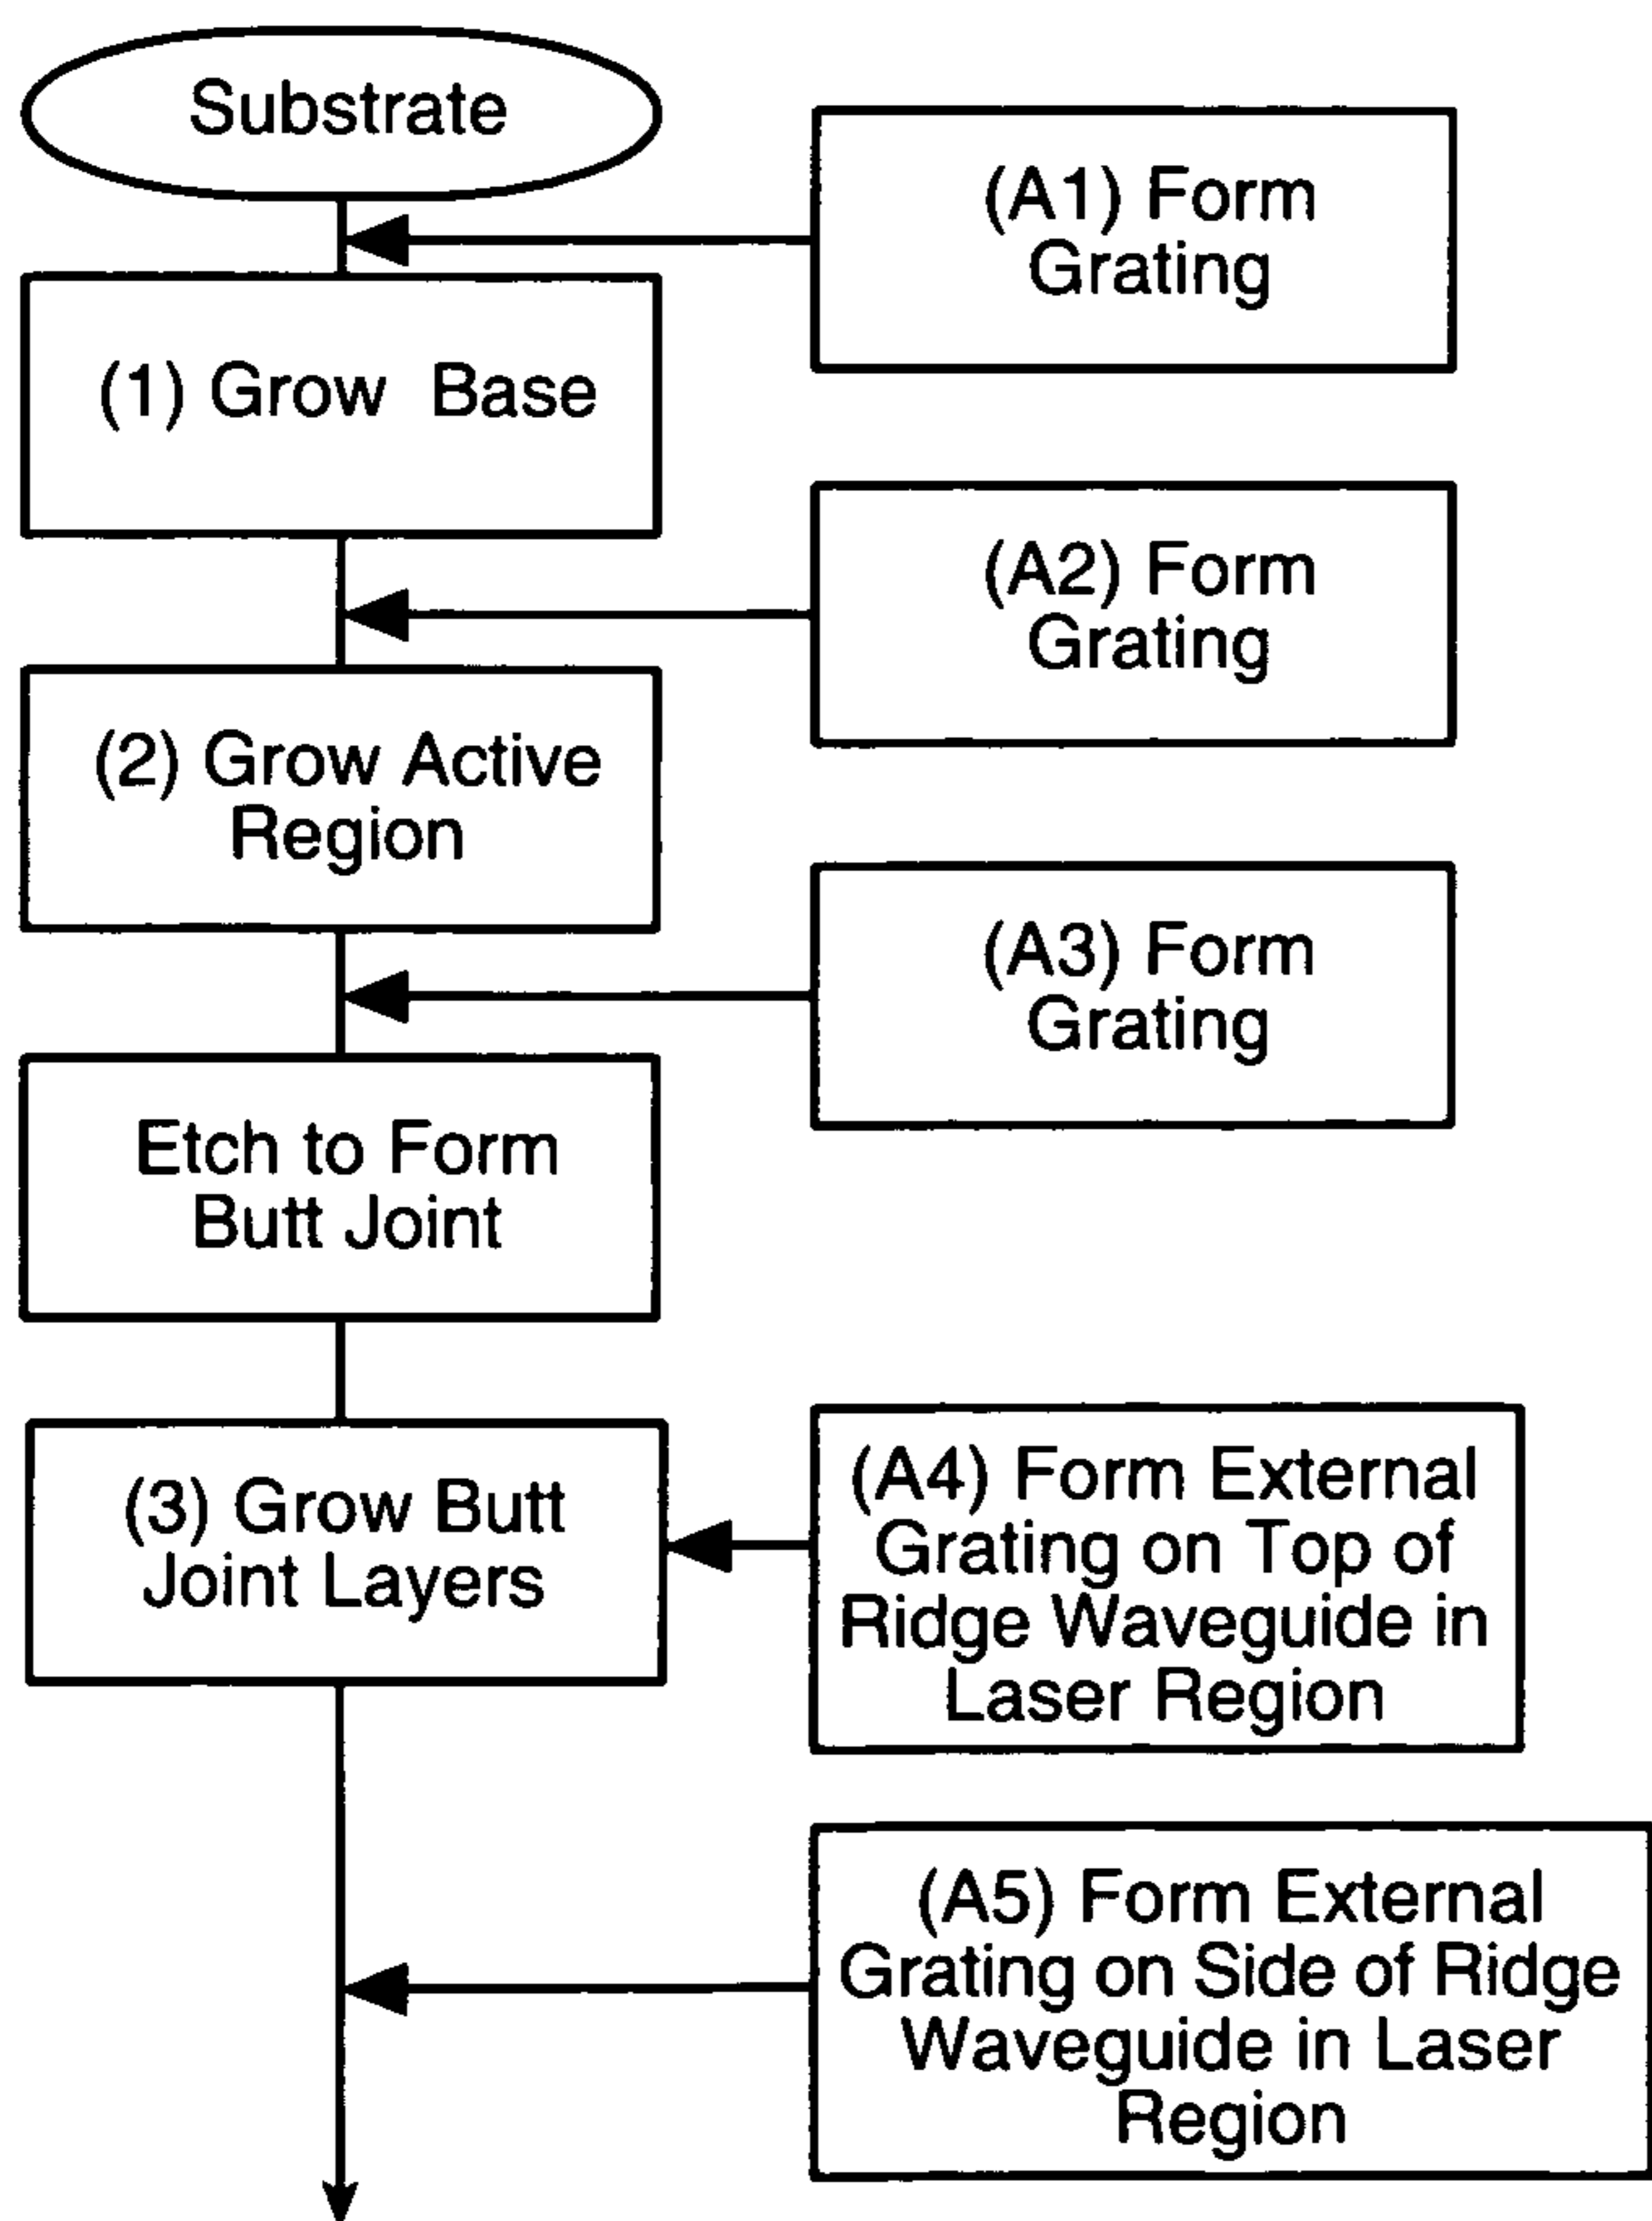 Substrate
(A1) Form
Grating
(1) Grow Base
(A2) Form
Grating
(2) Grow Active
Region
(A3) Form
Grating
Etch to Form
Butt Joint
(3) Grow Butt
Joint Layers
(A4) Form External
Grating on Top of
Ridge Waveguide in
Laser Region
(A5) Form External
Grating on Side of Ridge
Waveguide in Laser
Region